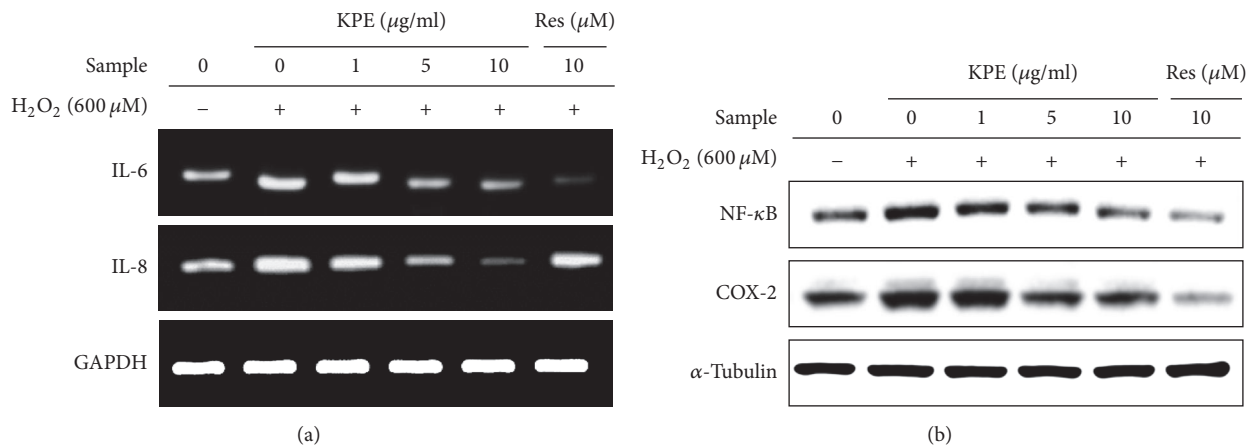 KPE (μg/ml) Res (μM)
Sample 0 0 1 5 10 10
H₂O₂ (600 μM) − + + + + +
IL-6
IL-8
GAPDH
(a)
KPE (μg/ml) Res (μM)
Sample 0 0 1 5 10 10
H₂O₂ (600 μM) − + + + + +
NF-κB
COX-2
α-Tubulin
(b)